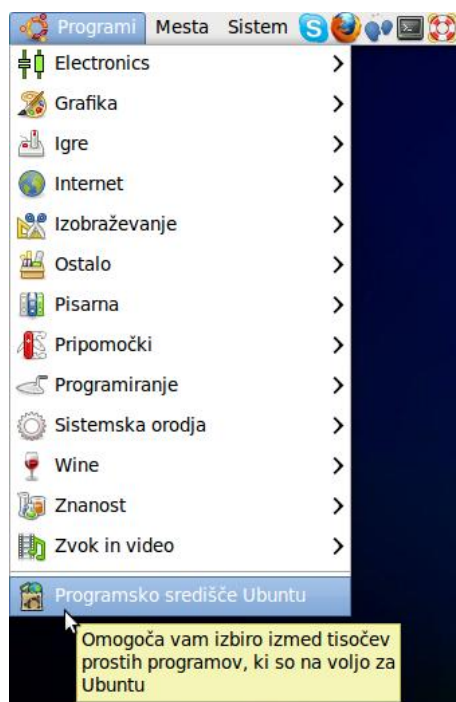 Programi Mesta Sistem
Electronics
Grafika
Igre
Internet
Izobraževanje
Ostalo
Pisarna
Pripomočki
Programiranje
Sistemska orodja
Wine
Znanost
Zvok in video
Programsko središče Ubuntu
Omogoča vam izbiro izmed tisočev
prostih programov, ki so na voljo za
Ubuntu